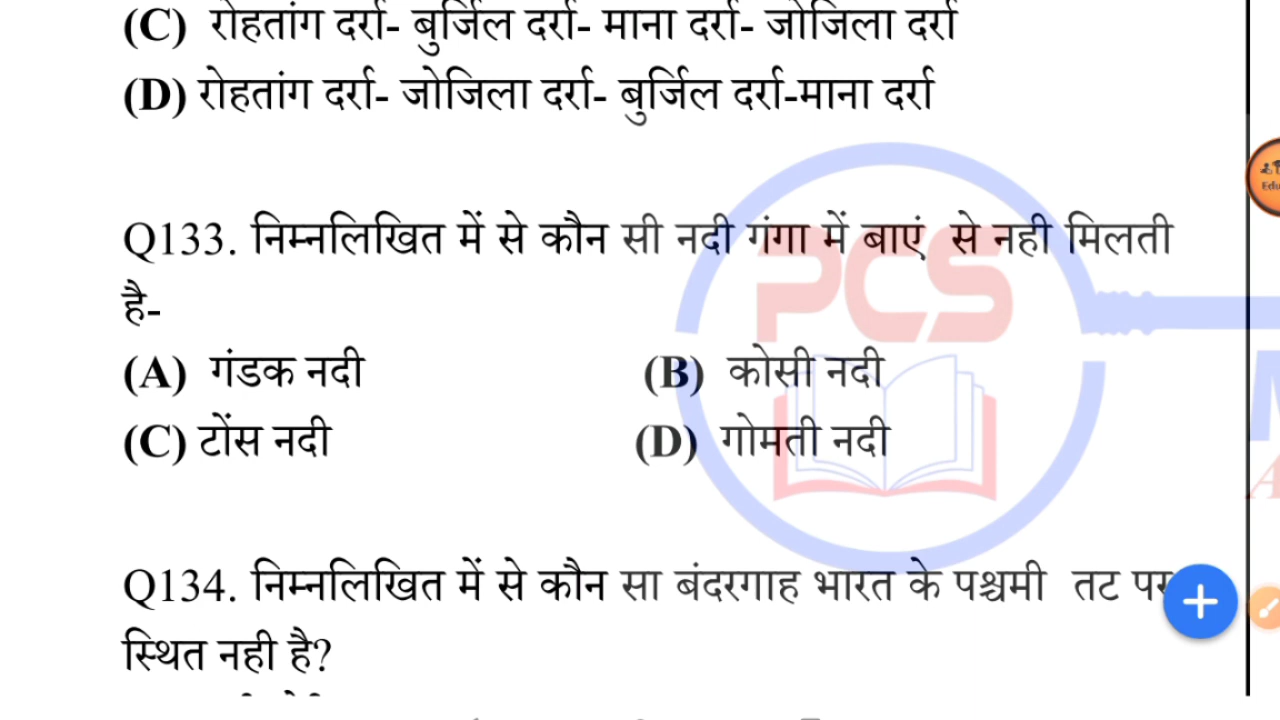 (C) रोहतांग दर्रा- बुर्जिल दर्रा- माना दर्रा- जोजिला दर्रा
(D) रोहतांग दर्रा- जोजिला दर्रा- बुर्जिल दर्रा-माना दर्रा
Q133. निम्नलिखित में से कौन सी नदी गंगा में बाएं से नही मिलती
है-
(A) गंडक नदी (B) कोसी नदी
(C) टोंस नदी (D) गोमती नदी
PCS
Q134. निम्नलिखित में से कौन सा बंदरगाह भारत के पश्चमी तट पर
स्थित नही है?